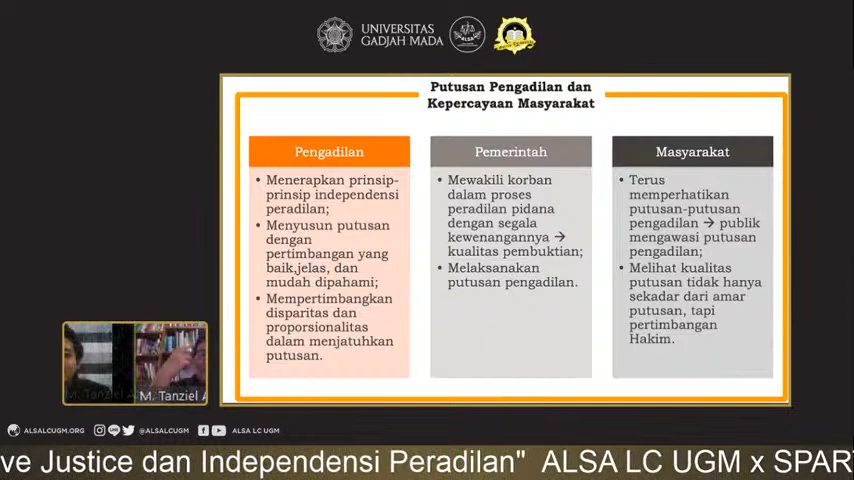 UNIVERSITAS
GADJAH MADA
ALSA
Putusan Pengadilan dan
Kepercayaan Masyarakat
Pengadilan
• Menerapkan prinsip-
prinsip independensi
peradilan;
• Menyusun putusan
dengan
pertimbangan yang
baik,jelas, dan
mudah dipahami;
• Mempertimbangkan
disparitas dan
proporsionalitas
dalam menjatuhkan
putusan.
Pemerintah
• Mewakili korban
dalam proses
peradilan pidana
dengan segala
kewenangannya →
kualitas pembuktian;
• Melaksanakan
putusan pengadilan.
Masyarakat
• Terus
memperhatikan
putusan-putusan
pengadilan → publik
mengawasi putusan
pengadilan;
• Melihat kualitas
putusan tidak hanya
sekadar dari amar
putusan, tapi
pertimbangan
Hakim.
M. Tanziel A
M. Tanziel A
ALSALCUGM.ORG @ALSALCUGM ALSA LC UGM
ve Justice dan Independensi Peradilan" ALSA LC UGM x SPART